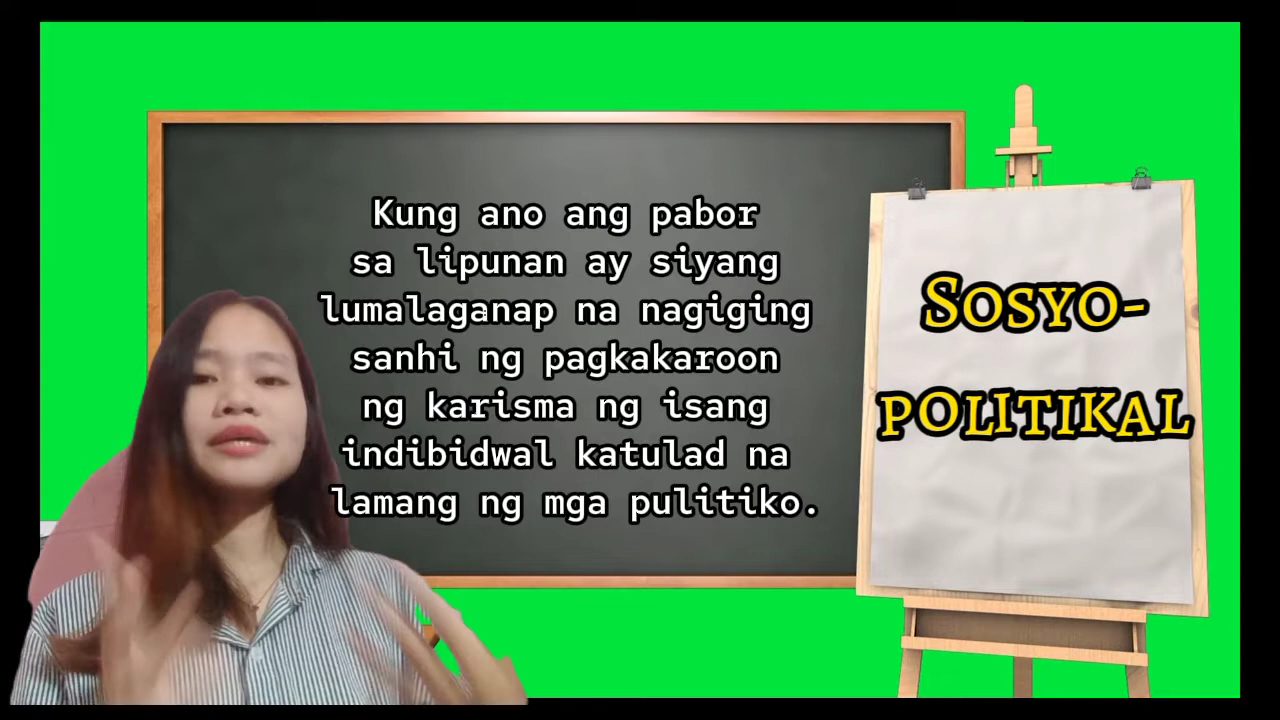 Kung ano ang pabor
sa lipunan ay siyang
lumalaganap na nagiging
sanhi ng pagkakaroon
ng karisma ng isang
indibidwal katulad na
lamang ng mga pulitiko.
Sosyo-
politikal